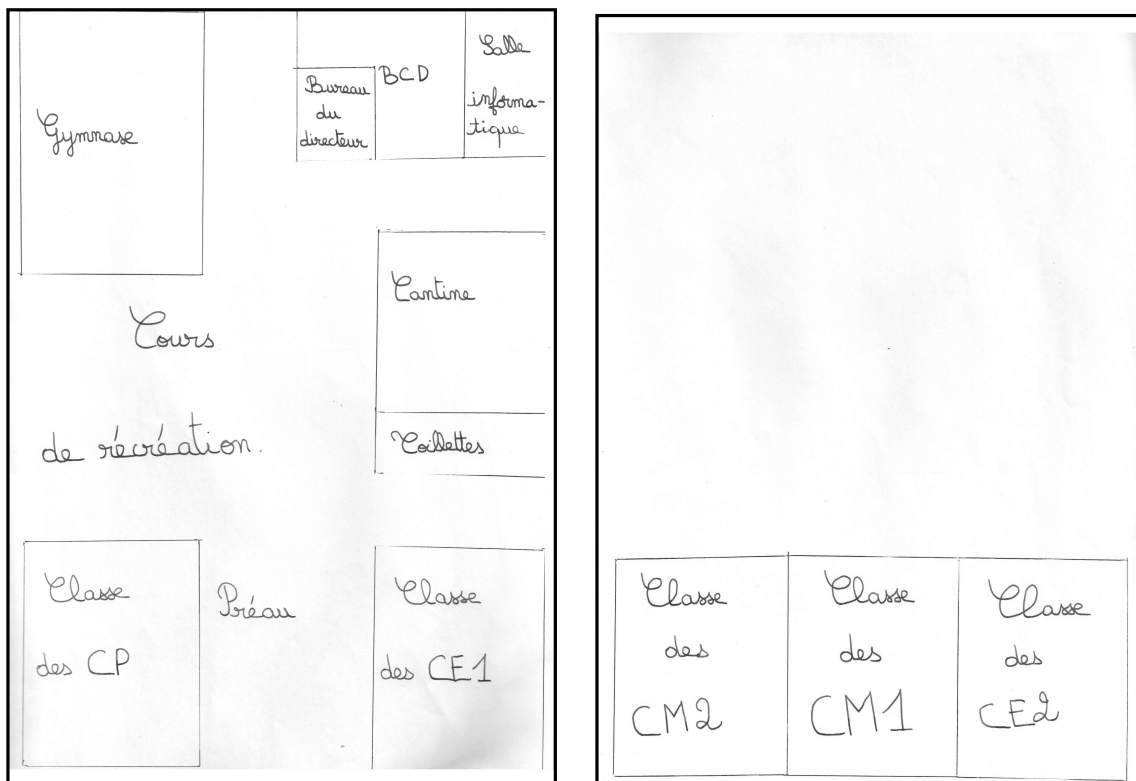 Gymnase
Bureau
du
directeur
BCD
Salle
informa-
tique
Cantine
Cours
de récréation.
Toilettes
Classe
des CP
Préau
Classe
des CE1
Classe
des
CM2
Classe
des
CM1
Classe
des
CE2